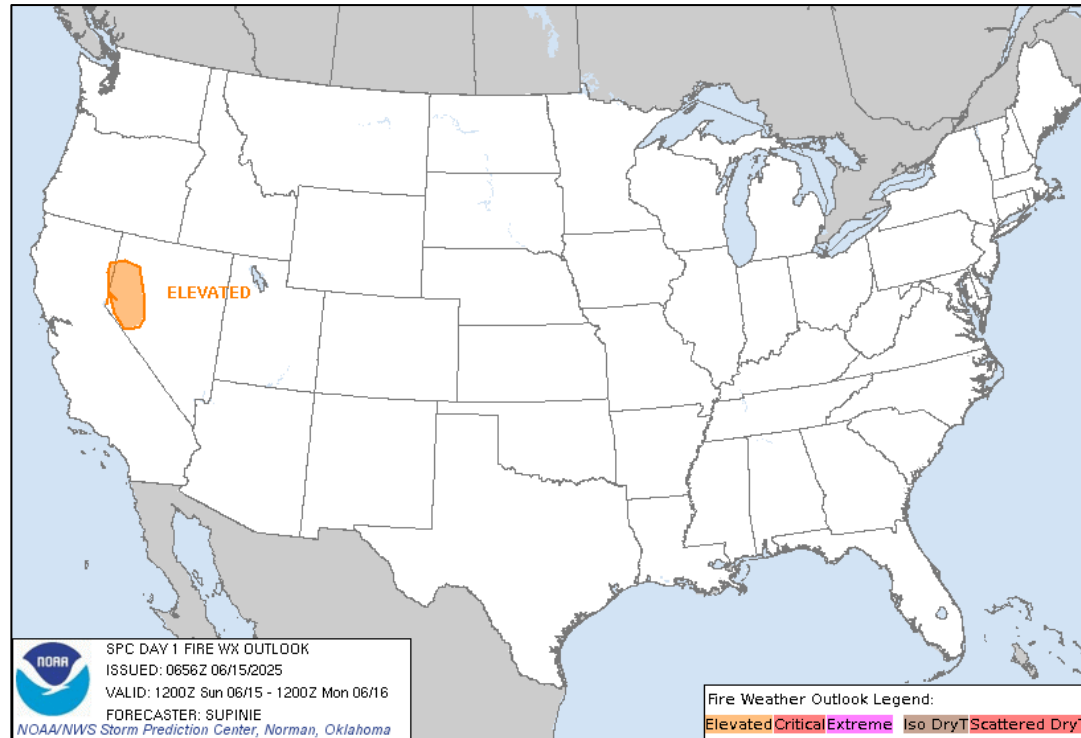 ELEVATED
NOAA
SPC DAY 1 FIRE WX OUTLOOK
ISSUED: 0656Z 06/15/2025
VALID: 1200Z Sun 06/15 - 1200Z Mon 06/16
FORECASTER: SUPINIE
NOAA/NWS Storm Prediction Center, Norman, Oklahoma
Fire Weather Outlook Legend:
Elevated Critical Extreme Iso DryT Scattered DryT